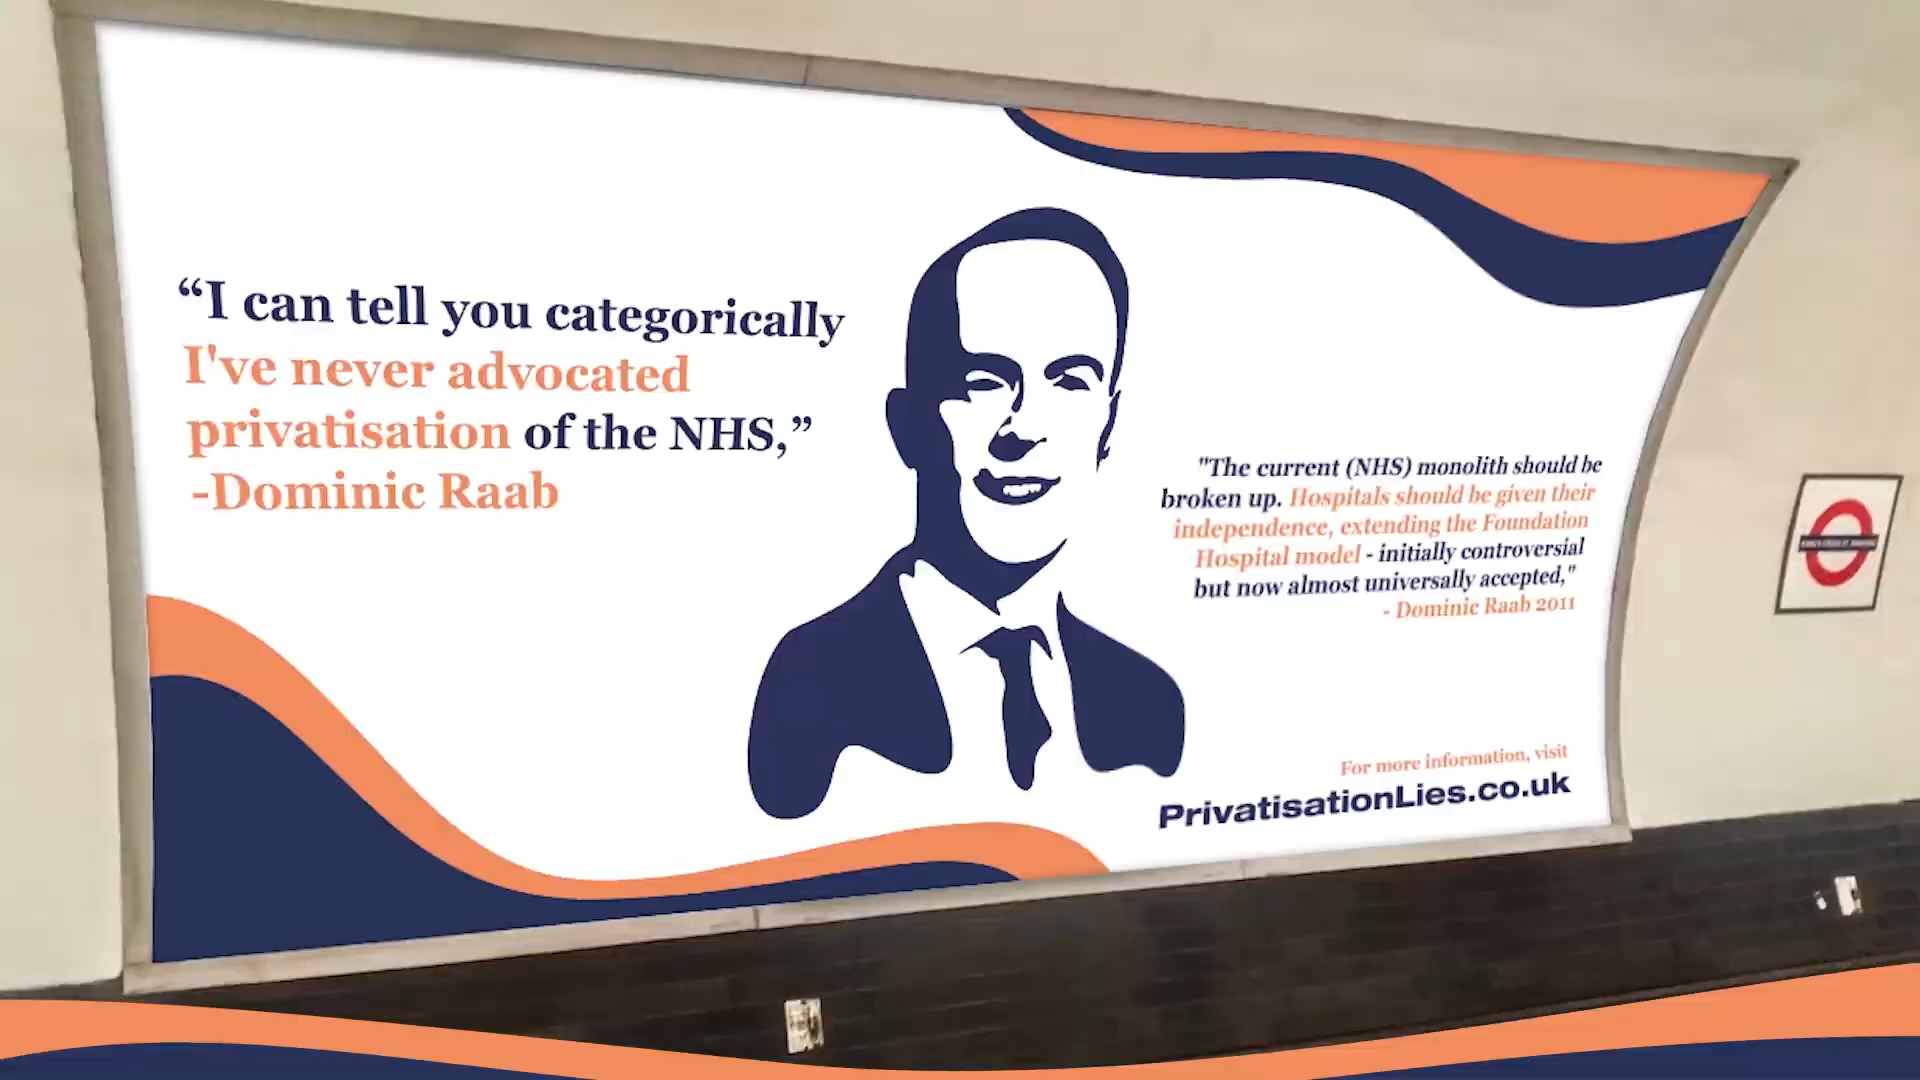 “I can tell you categorically
I've never advocated
privatisation of the NHS,”
-Dominic Raab
"The current (NHS) monolith should be
broken up. Hospitals should be given their
independence, extending the Foundation
Hospital model - initially controversial
but now almost universally accepted,"
- Dominic Raab 2011
For more information, visit
PrivatisationLies.co.uk